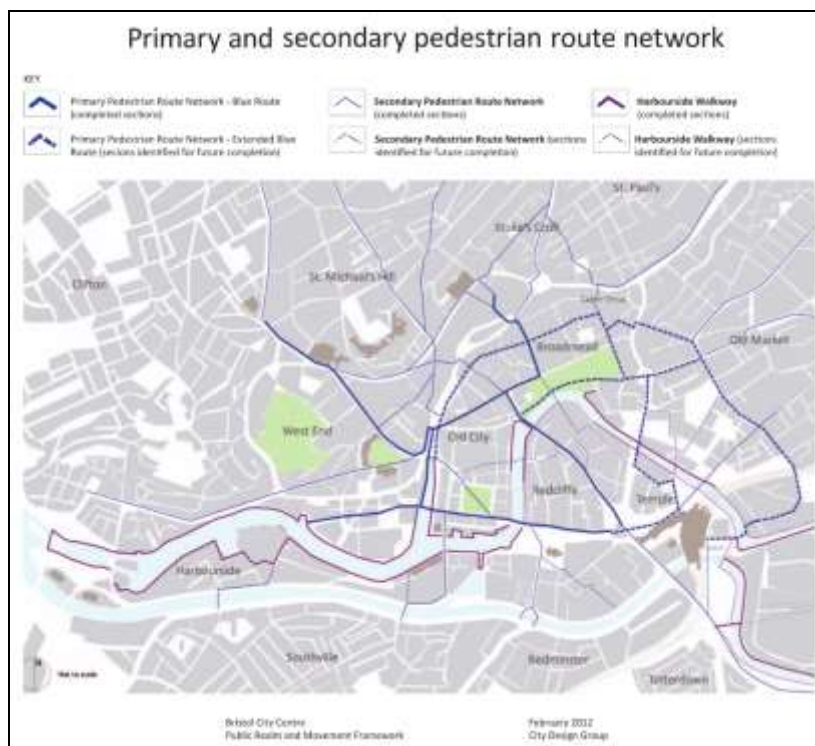 Primary and secondary pedestrian route network
KEY
Primary Pedestrian Route Network - Blue Route
(completed sections)
Secondary Pedestrian Route Network
(completed sections)
Harbourside Walkway
(completed sections)
Primary Pedestrian Route Network - Extended Blue
Route (secions identified for future completion)
Secondary Pedestrian Route Network (sections
identified for future completion)
Harbourside Walkway (sections
identified for future completion)
St. Paul's
Stoke's Croft
Clifton
St. Michael's Hill
Broadmead
Old Market
West End
Old City
Redcliffe
Temple
Harbourside
Southville
Bedminster
Totterdown
N
Not to scale
Bristol City Centre
Public Realm and Movement Framework
February 2012
City Design Group